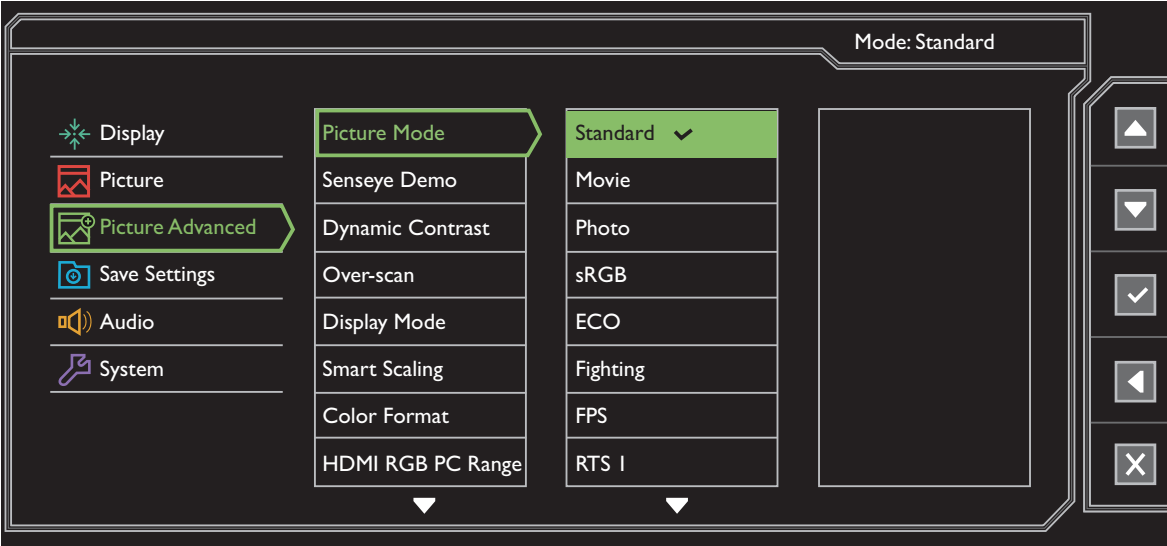 Mode: Standard
Display
Picture
Picture Advanced
Save Settings
Audio
System
Picture Mode
Senseye Demo
Dynamic Contrast
Over-scan
Display Mode
Smart Scaling
Color Format
HDMI RGB PC Range
Standard
Movie
Photo
sRGB
ECO
Fighting
FPS
RTS 1